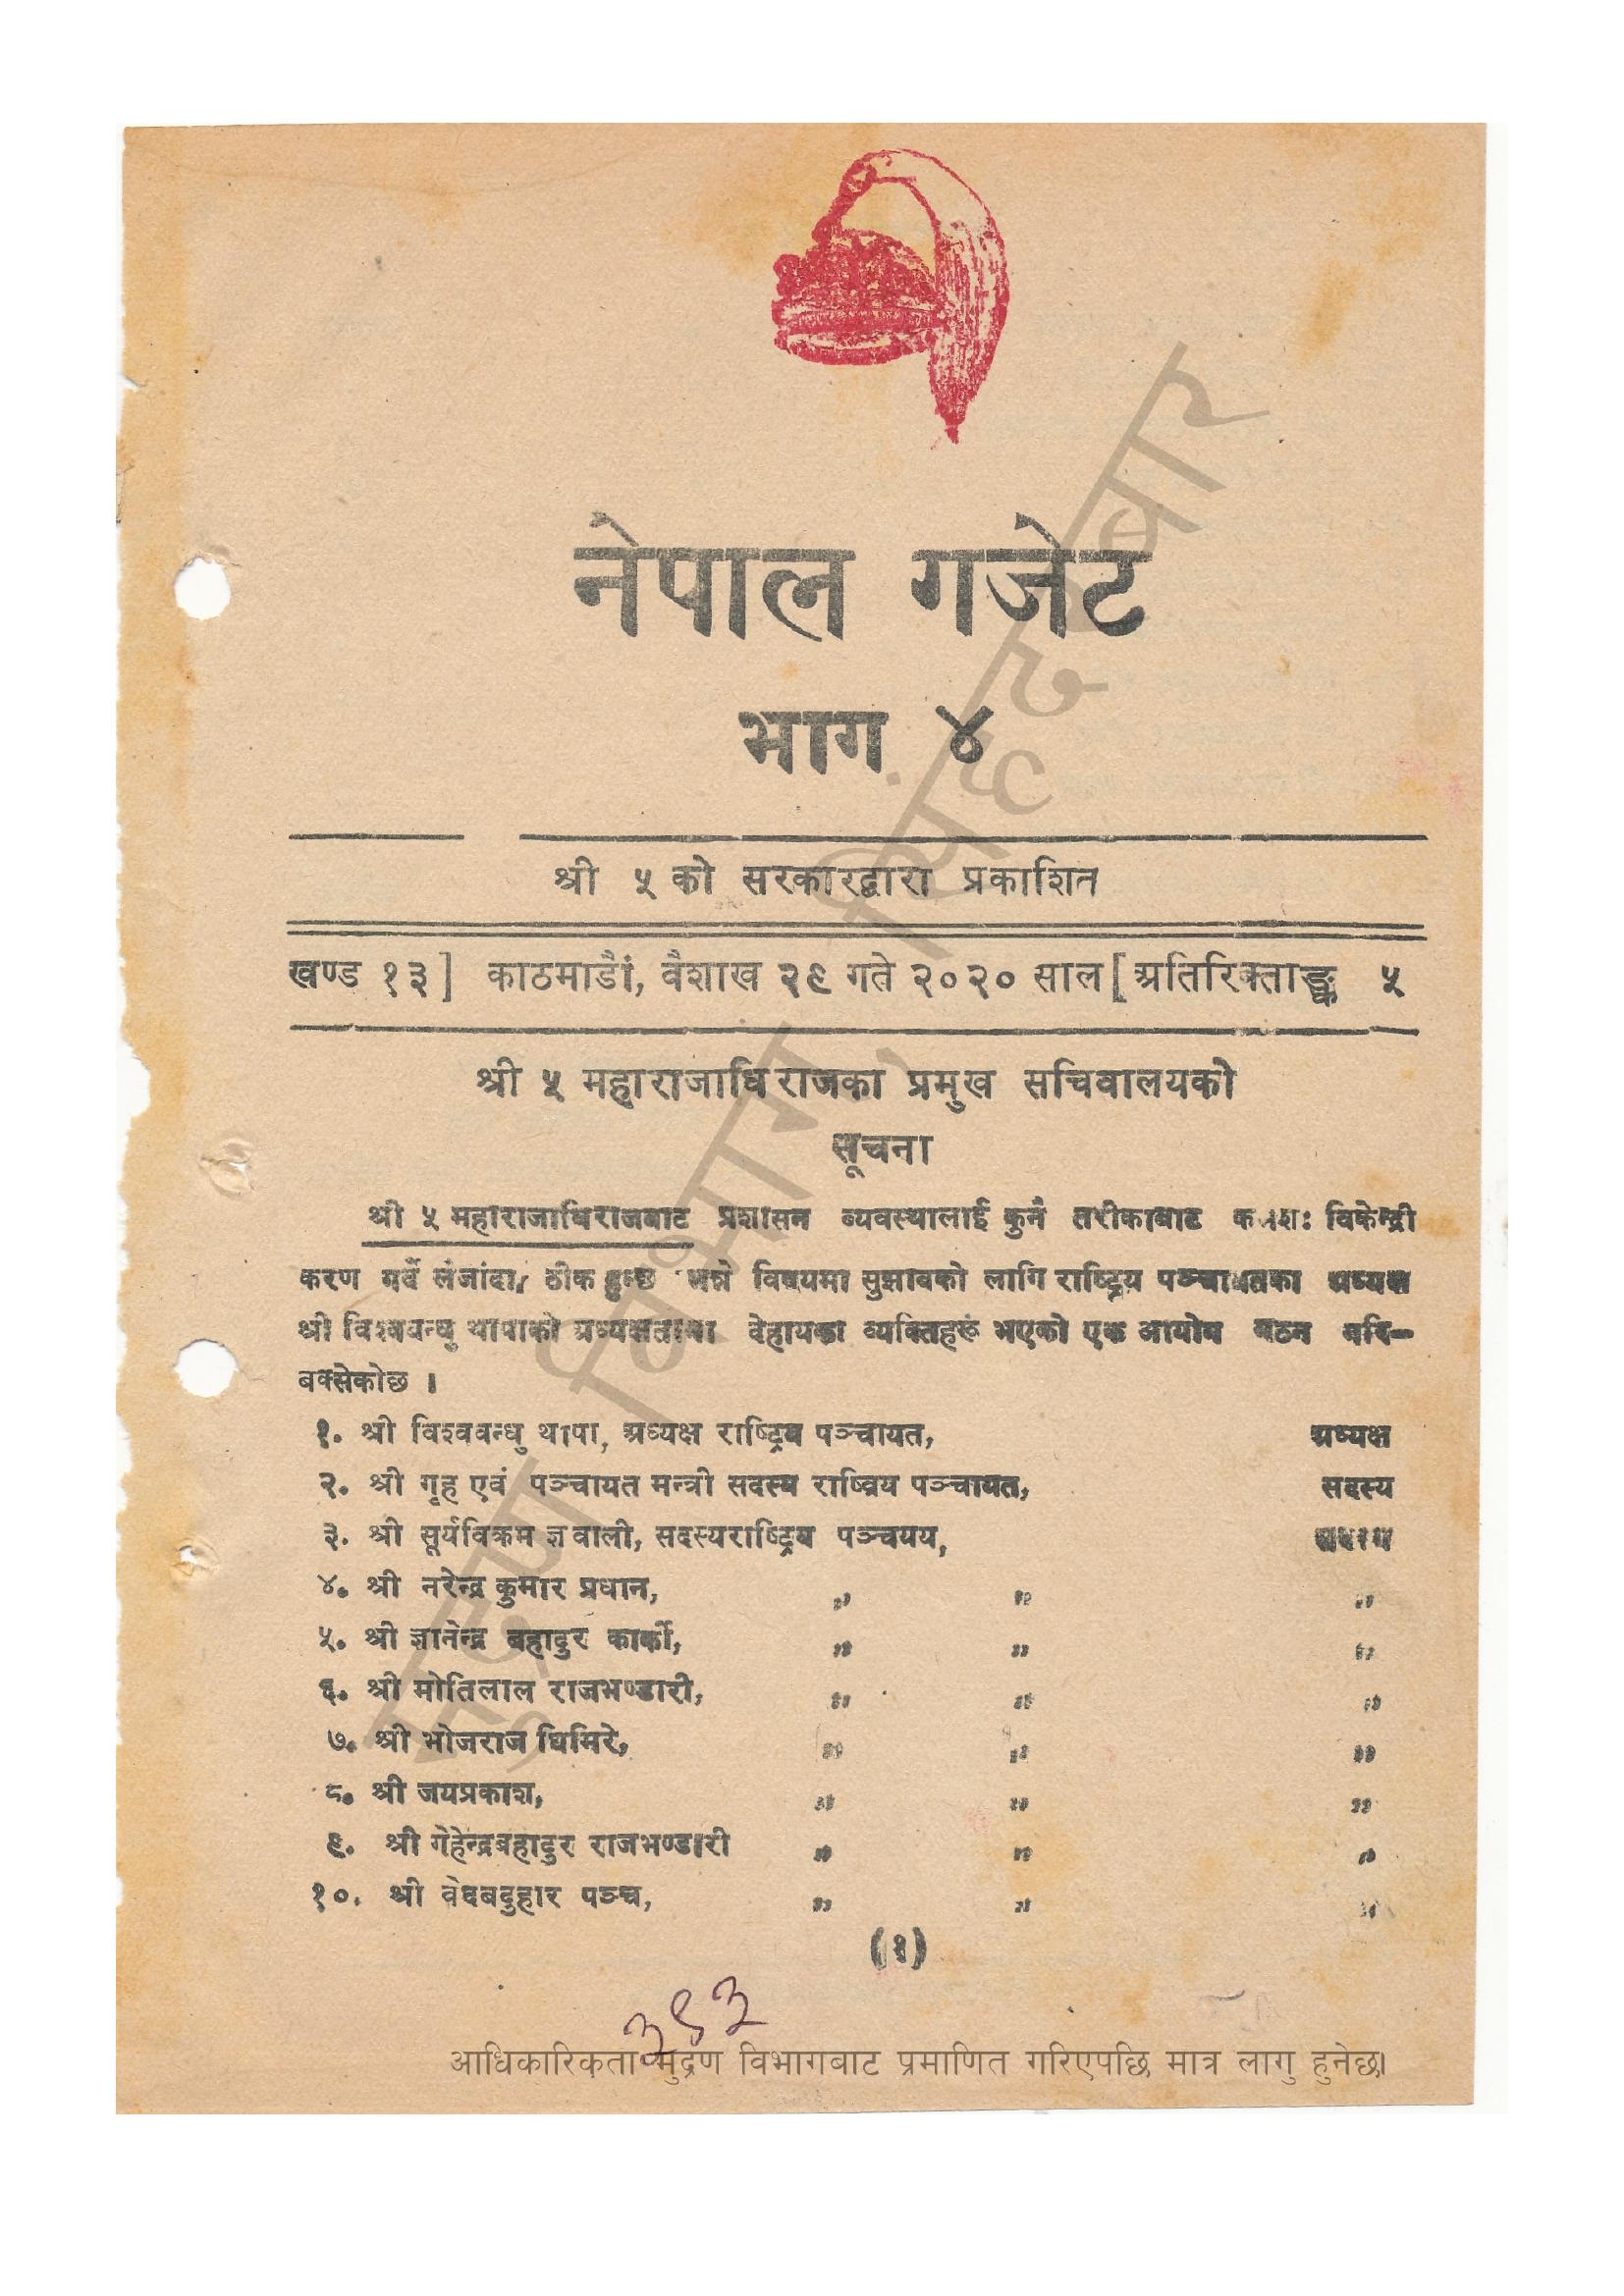 नेपाल गजेट
भाग ४
श्री ५ को सरकारद्वारा प्रकाशित
खण्ड १३] काठमाडौं, वैशाख २९ गते २०२० साल [अतिरिक्ताङ्क ५
श्री ५ महाराजाधिराजका प्रमुख सचिवालयको
सूचना
श्री ५ महाराजाधिराजबाट प्रशासन व्यवस्थालाई कुन तरीकाबाट विकेन्द्री
करण गर्दै लंजांदा ठीक हुन्छ भन्ने विषयमा सुझावको लागि राष्ट्रिय पञ्चायतका अध्यक्ष
श्री विश्वबन्धु थापाको अध्यक्षतामा देहायका व्यक्तिहरू भएको एक आयोग गठन गरि-
बक्सेकोछ ।
१. श्री विश्ववन्धु थापा, अध्यक्ष राष्ट्रिय पञ्चायत, अध्यक्ष
२. श्री गृह एवं पञ्चायत मन्त्री सदस्य राष्ट्रिय पञ्चायत, सदस्य
३. श्री सूर्यविक्रम ज्ञवाली, सदस्यराष्ट्रिय पञ्चयय, सदस्य
४. श्री नरेन्द्र कुमार प्रधान, " " "
५. श्री ज्ञानेन्द्र बहादुर कार्की, " " "
६. श्री मोतिलाल राजभण्डारी, " " "
७. श्री भोजराज घिमिरे, " " "
८. श्री जयप्रकाश, " " "
९. श्री गेहेन्द्रबहादुर राजभण्डारी " " "
१०. श्री पञ्च, " " "
(१)
३९३
आधिकारिकता मुद्रण विभागबाट प्रमाणित गरिएपछि मात्र लागु हुनेछ।
मुद्रण विभाग, सिंहदरबार